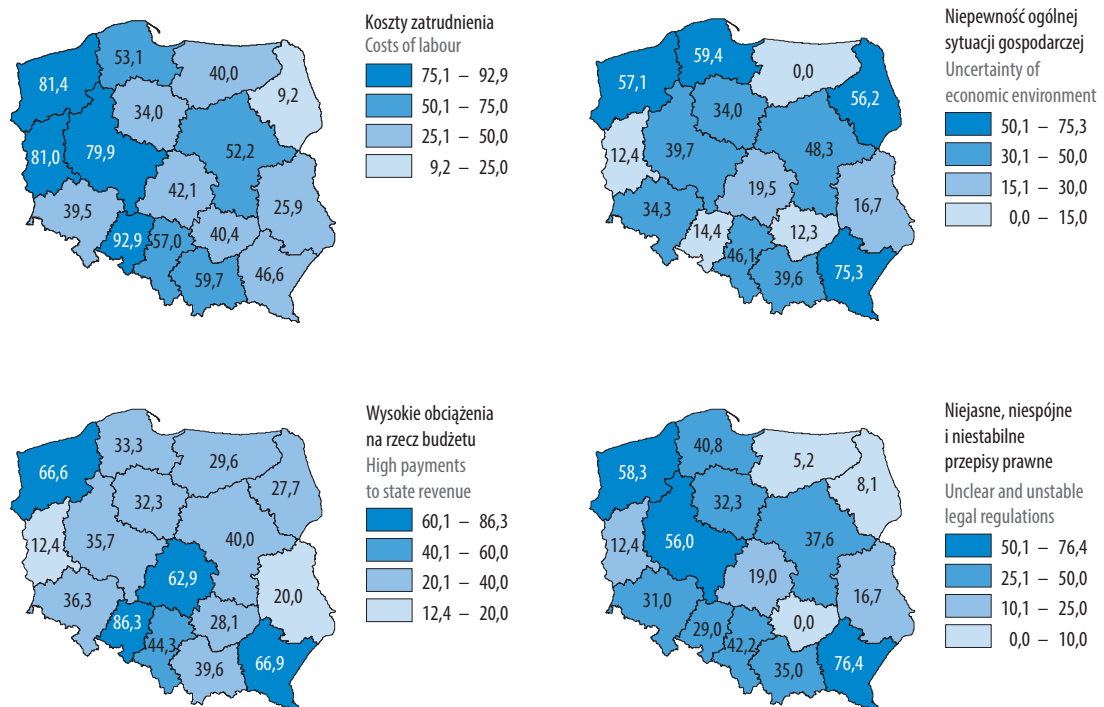 Koszty zatrudnienia
Costs of labour
75,1 – 92,9
50,1 – 75,0
25,1 – 50,0
9,2 – 25,0
81,4
53,1
40,0
9,2
34,0
81,0
79,9
52,2
42,1
39,5
25,9
92,9
57,0
40,4
59,7
46,6
Niepewność ogólnej
sytuacji gospodarczej
Uncertainty of
economic environment
50,1 – 75,3
30,1 – 50,0
15,1 – 30,0
0,0 – 15,0
57,1
59,4
0,0
56,2
34,0
12,4
39,7
48,3
19,5
34,3
16,7
14,4
46,1
12,3
39,6
75,3
Wysokie obciążenia
na rzecz budżetu
High payments
to state revenue
60,1 – 86,3
40,1 – 60,0
20,1 – 40,0
12,4 – 20,0
66,6
33,3
29,6
27,7
32,3
12,4
35,7
40,0
62,9
36,3
20,0
86,3
44,3
28,1
39,6
66,9
Niejasne, niespójne
i niestabilne
przepisy prawne
Unclear and unstable
legal regulations
50,1 – 76,4
25,1 – 50,0
10,1 – 25,0
0,0 – 10,0
58,3
40,8
5,2
8,1
32,3
12,4
56,0
37,6
19,0
31,0
16,7
29,0
42,2
0,0
35,0
76,4